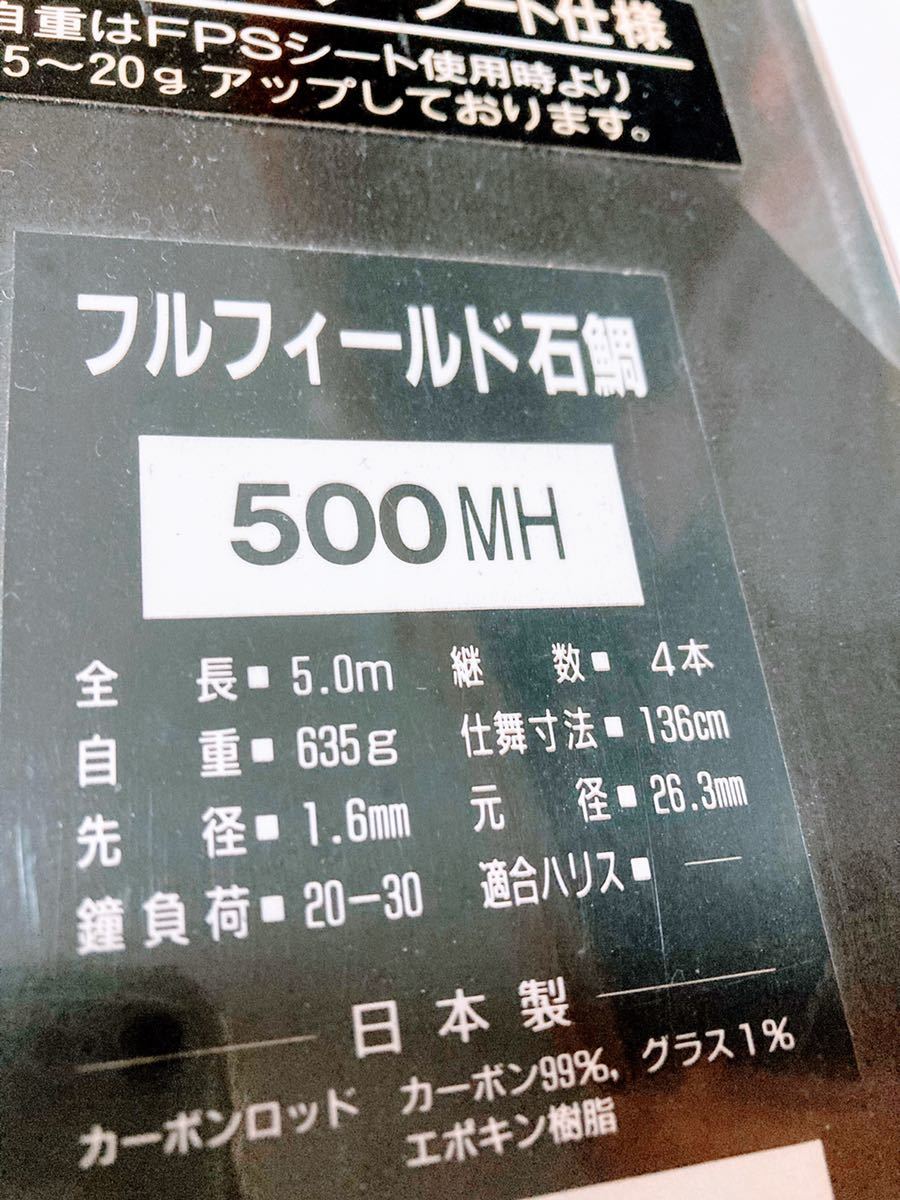 ート仕様
自重はFPSシート使用時より
5～20gアップしております。
フルフィールド石鯛
500MH
全長■5.0m 継数■4本
自重■635g 仕舞寸法■136cm
先径■1.6mm 元径■26.3mm
鐘負荷■20−30 適合ハリス■―
日本製
カーボンロッド カーボン99%, グラス1%
エポキン樹脂